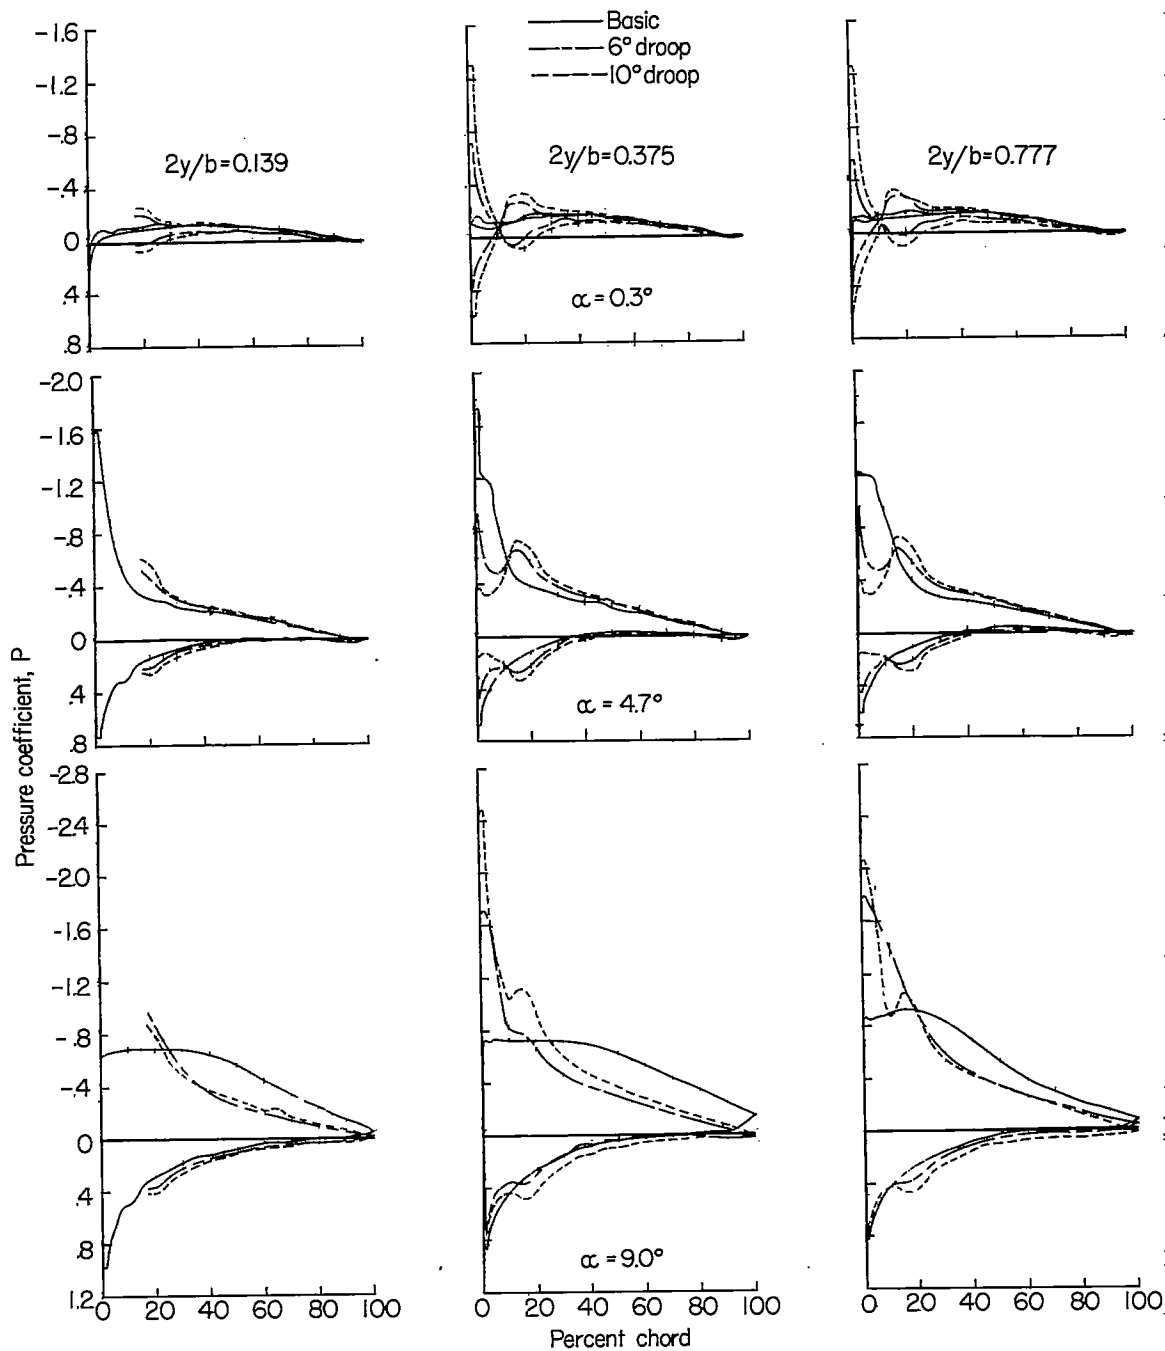 Basic
6° droop
10° droop
-1.6
-1.2
-.8
-.4
0
.4
.8
2y/b=0.139
2y/b=0.375
2y/b=0.777
α = 0.3°
-2.0
-1.6
-1.2
-.8
-.4
0
.4
.8
α = 4.7°
Pressure coefficient, P
-2.8
-2.4
-2.0
-1.6
-1.2
-.8
-.4
0
.4
.8
1.2
α = 9.0°
0 20 40 60 80 100
0 20 40 60 80 100
0 20 40 60 80 100
Percent chord